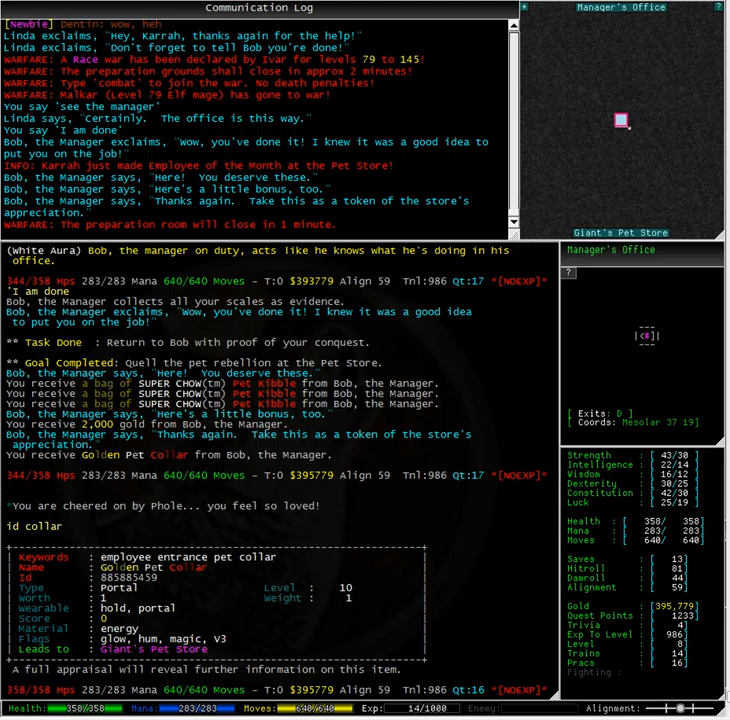 Communication Log
[Newbie] Dentin: wow, heh
Linda exclaims, "Hey, Karrah, thanks again for the help!"
Linda exclaims, "Don't forget to tell Bob you're done!"
WARFARE: A Race war has been declared by Ivar for levels 79 to 145!
WARFARE: The preparation grounds shall close in approx 2 minutes!
WARFARE: Type 'combat' to join the war. No death penalties!
WARFARE: Malkar (Level 79 Elf mage) has gone to war!
You say 'see the manager'
Linda says, "Certainly.  The office is this way."
You say 'I am done'
Bob, the Manager exclaims, "Wow, you've done it! I knew it was a good idea to
put you on the job!"
INFO: Karrah just made Employee of the Month at the Pet Store!
Bob, the Manager says, "Here!  You deserve these."
Bob, the Manager says, "Here's a little bonus, too."
Bob, the Manager says, "Thanks again.  Take this as a token of the store's
appreciation."
WARFARE: The preparation room will close in 1 minute.
Manager's Office ?
Giant's Pet Store
(White Aura) Bob, the manager on duty, acts like he knows what he's doing in his
office.
344/358 Hps 283/283 Mana 640/640 Moves - T:0 $393779 Align 59  Tnl:986 Qt:17 *[NOEXP]*
'I am done
Bob, the Manager collects all your scales as evidence.
Bob, the Manager exclaims, "Wow, you've done it! I knew it was a good idea
to put you on the job!"
** Task Done  : Return to Bob with proof of your conquest.
** Goal Completed: Quell the pet rebellion at the Pet Store.
Bob, the Manager says, "Here!  You deserve these."
You receive a bag of SUPER CHOW(tm) Pet Kibble from Bob, the Manager.
You receive a bag of SUPER CHOW(tm) Pet Kibble from Bob, the Manager.
You receive a bag of SUPER CHOW(tm) Pet Kibble from Bob, the Manager.
Bob, the Manager says, "Here's a little bonus, too."
You receive 2,000 gold from Bob, the Manager.
Bob, the Manager says, "Thanks again.  Take this as a token of the store's
appreciation."
You receive Golden Pet Collar from Bob, the Manager.
344/358 Hps 283/283 Mana 640/640 Moves - T:0 $395779 Align 59  Tnl:986 Qt:17 *[NOEXP]*
*You are cheered on by Phole... you feel so loved!
id collar
+-----------------------------------------------------------------+
| Keywords   : employee entrance pet collar |
| Name       : Golden Pet Collar |
| Id         : 885885459 |
| Type       : Portal                   Level  :   10 |
| Worth      : 1                        Weight :   1 |
| Wearable   : hold, portal |
| Score      : 0 |
| Material   : energy |
| Flags      : glow, hum, magic, V3 |
| Leads to   : Giant's Pet Store |
+-----------------------------------------------------------------+
A full appraisal will reveal further information on this item.
358/358 Hps 283/283 Mana 640/640 Moves - T:0 $395779 Align 59  Tnl:986 Qt:16 *[NOEXP]*
Manager's Office
?
---
|<*]|
---
[ Exits: D ]
[ Coords: Mesolar 37 19]
Strength     : [ 43/30 ]
Intelligence : [ 22/14 ]
Wisdom       : [ 16/12 ]
Dexterity    : [ 30/25 ]
Constitution : [ 42/30 ]
Luck         : [ 25/19 ]
Health : [ 358/ 358 ]
Mana   : [ 283/ 283 ]
Moves  : [ 640/ 640 ]
Saves        : [ 13]
Hitroll      : [ 81]
Damroll      : [ 44]
Alignment    : [ 59]
Gold         : [395,779]
Quest Points : [ 1233]
Trivia       : [ 4]
Exp To Level : [ 986]
Level        : [ 8]
Trains       : [ 14]
Pracs        : [ 16]
Fighting :
Health: 358/358 Mana: 283/283 Moves: 640/640 Exp: 14/1000 Enemy: Alignment: